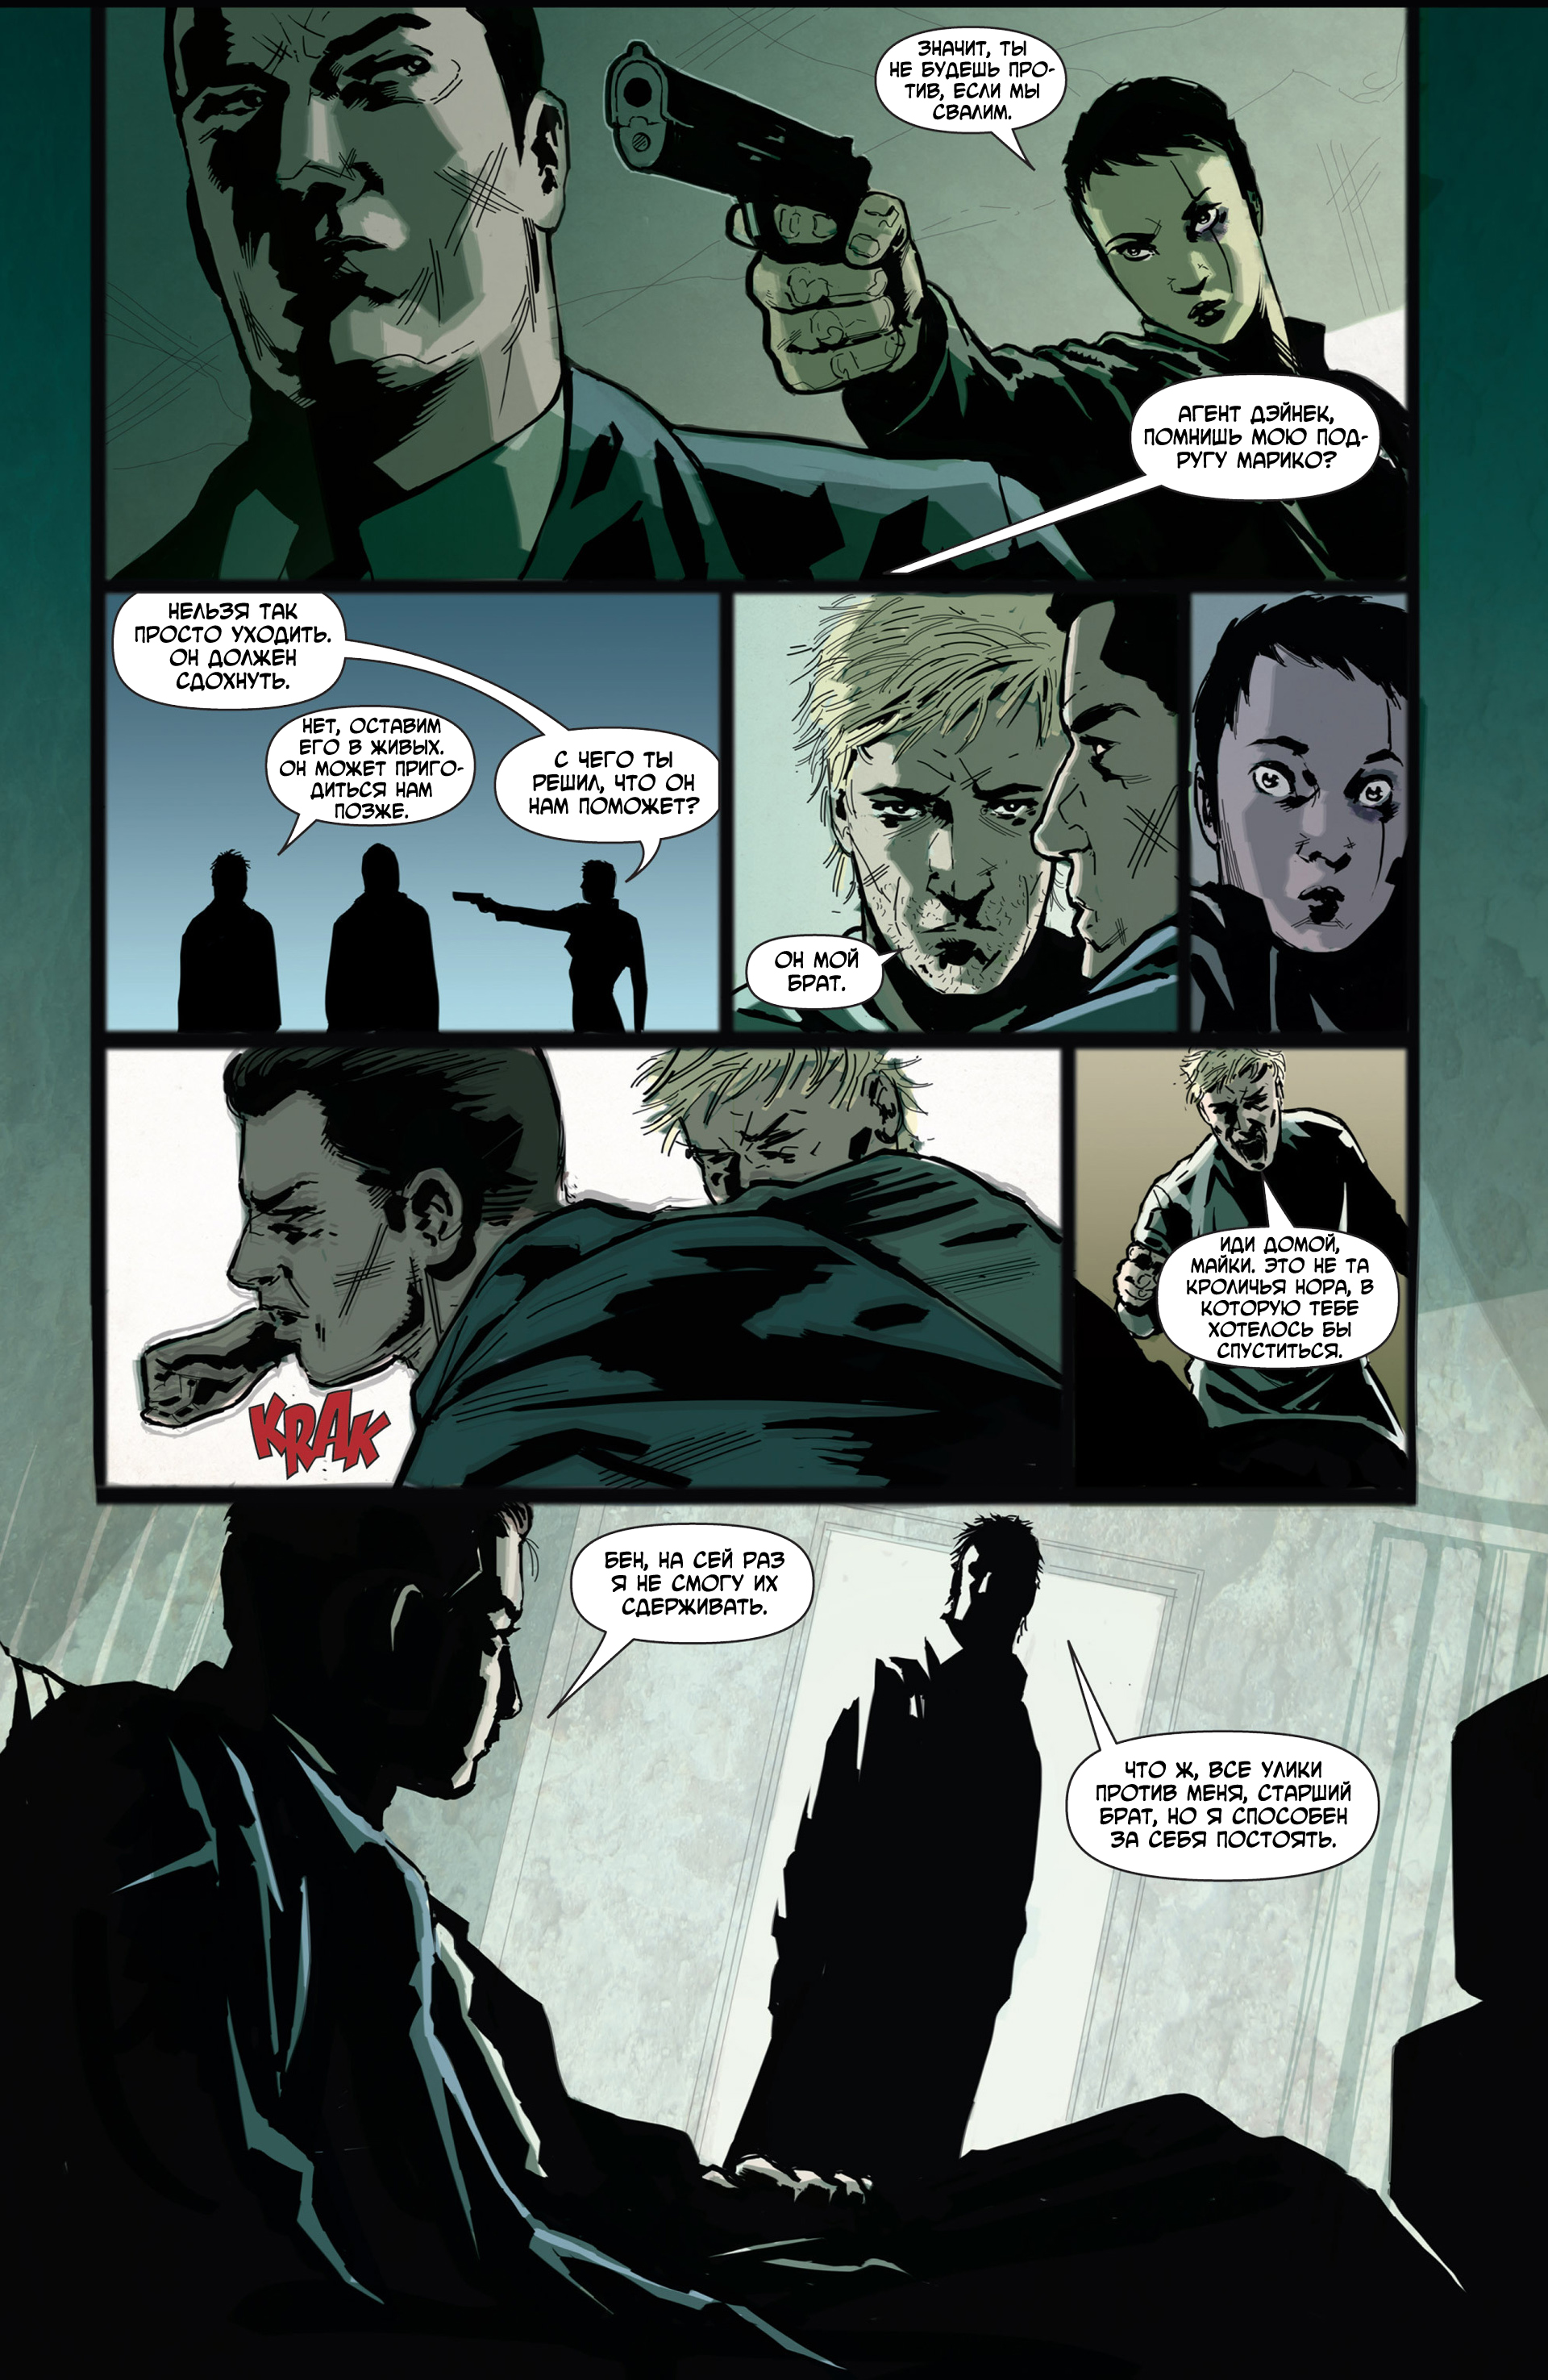 ЗНАЧИТ, ТЫ
НЕ БУДЕШЬ ПРО-
ТИВ, ЕСЛИ МЫ
СВАЛИМ.
АГЕНТ ДЭЙНЕК,
ПОМНИШЬ МОЮ ПОД-
РУГУ МАРИКО?
НЕЛЬЗЯ ТАК
ПРОСТО УХОДИТЬ.
ОН ДОЛЖЕН
СДОХНУТЬ.
НЕТ, ОСТАВИМ
ЕГО В ЖИВЫХ.
ОН МОЖЕТ ПРИГО-
ДИТЬСЯ НАМ
ПОЗЖЕ.
С ЧЕГО ТЫ
РЕШИЛ, ЧТО ОН
НАМ ПОМОЖЕТ?
ОН МОЙ
БРАТ.
KRAK
ИДИ ДОМОЙ,
МАЙКИ. ЭТО НЕ ТА
КРОЛИЧЬЯ НОРА, В
КОТОРУЮ ТЕБЕ
ХОТЕЛОСЬ БЫ
СПУСТИТЬСЯ.
БЕН, НА СЕЙ РАЗ
Я НЕ СМОГУ ИХ
СДЕРЖИВАТЬ.
ЧТО Ж, ВСЕ УЛИКИ
ПРОТИВ МЕНЯ, СТАРШИЙ
БРАТ, НО Я СПОСОБЕН
ЗА СЕБЯ ПОСТОЯТЬ.